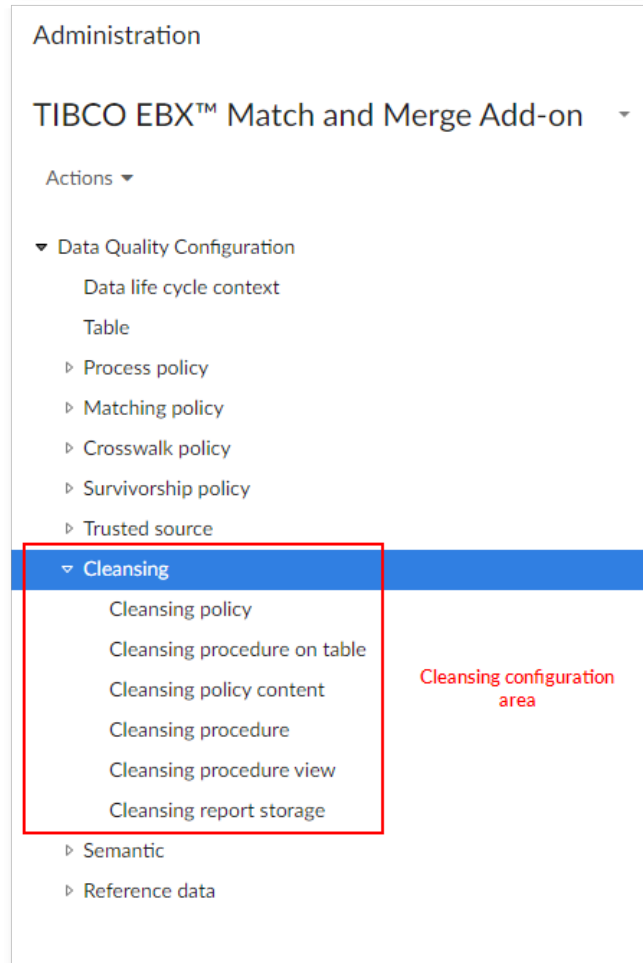 Administration
TIBCO EBX™ Match and Merge Add-on
Actions
Data Quality Configuration
Data life cycle context
Table
Process policy
Matching policy
Crosswalk policy
Survivorship policy
Trusted source
Cleansing
Cleansing policy
Cleansing procedure on table
Cleansing policy content
Cleansing procedure
Cleansing procedure view
Cleansing report storage
Cleansing configuration
area
Semantic
Reference data